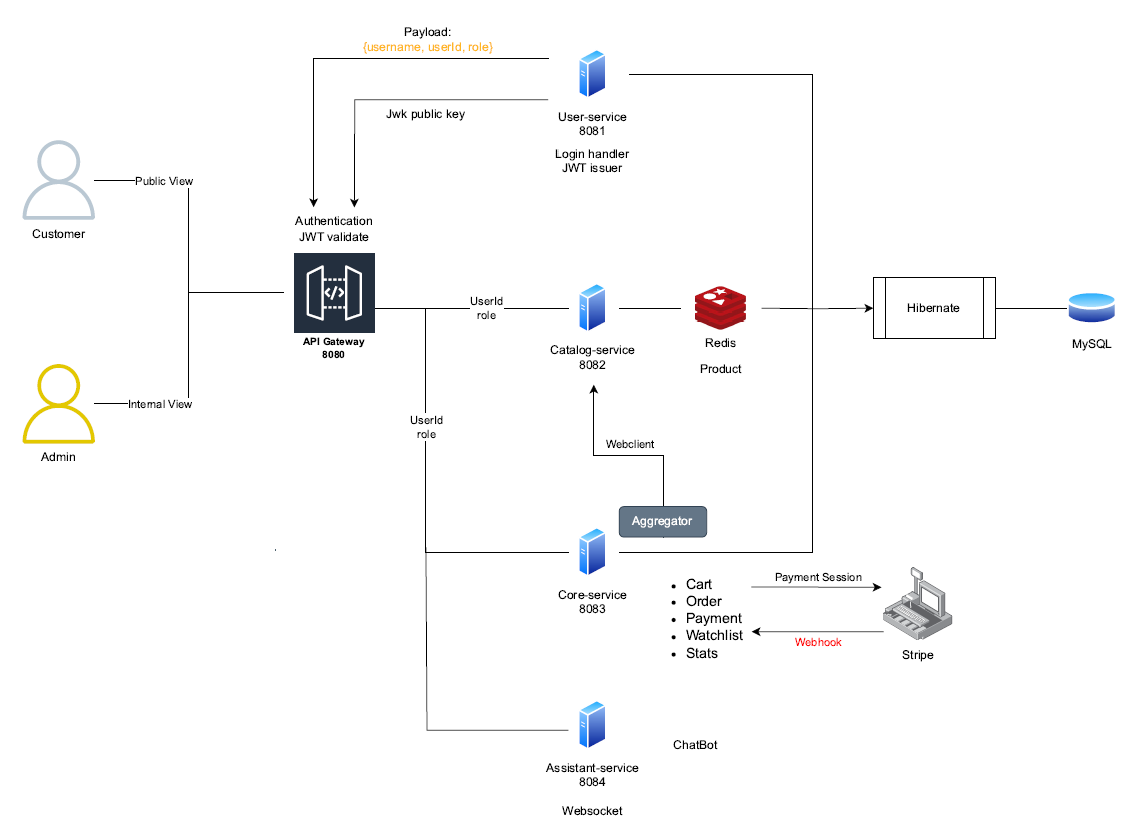 Payload:
{username, userId, role}
Jwk public key
User-service
8081
Login handler
JWT issuer
Public View
Customer
Authentication
JWT validate
API Gateway
8080
UserId
role
Catalog-service
8082
Redis
Product
Hibernate
MySQL
Internal View
Admin
UserId
role
Webclient
Aggregator
Core-service
8083
Cart
Order
Payment
Watchlist
Stats
Payment Session
Webhook
Stripe
Assistant-service
8084
ChatBot
Websocket